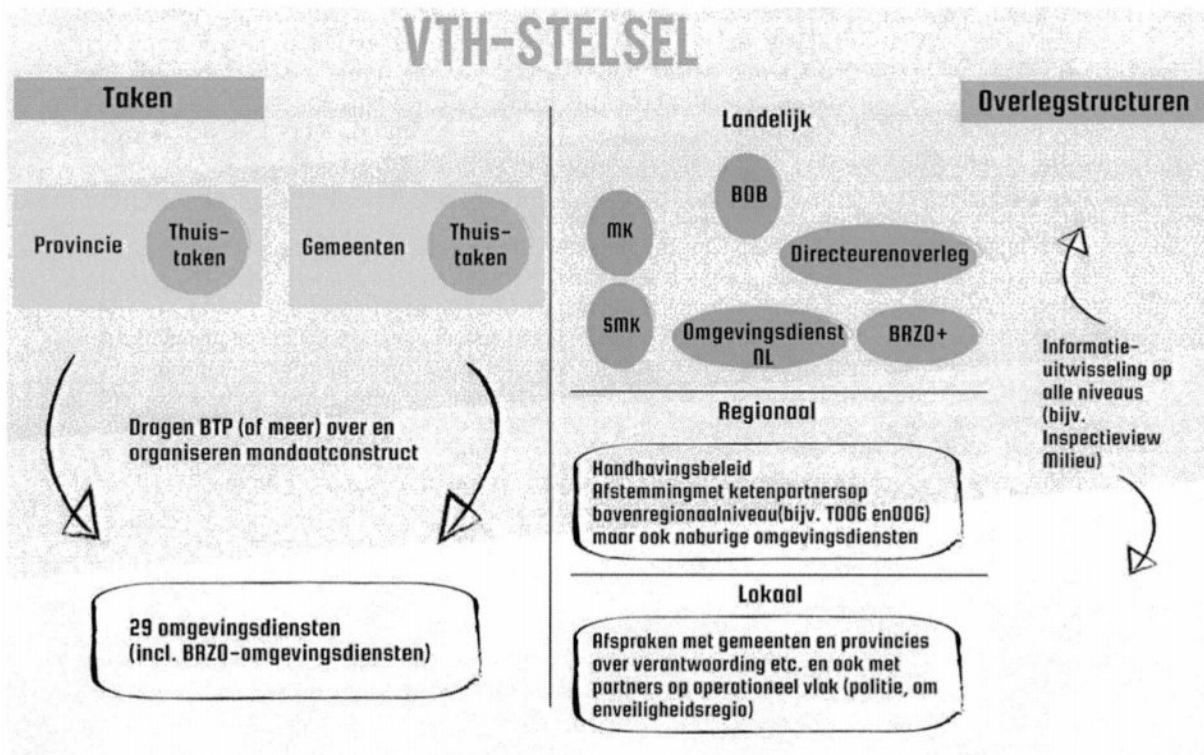 VTH-STELSEL
Taken
Provincie
Thuis-
taken
Gemeenten
Thuis-
taken
Dragen BTP (of meer) over en
organiseren mandaatconstruct
29 omgevingsdiensten
(incl. BRZO-omgevingsdiensten)
Overlegstructuren
Landelijk
BOB
MK
Directeurenoverleg
SMK
Omgevingsdienst
NL
BRZO+
Informatie-
uitwisseling op
alle niveaus
(bijv.
Inspectieview
Milieu)
Regionaal
Handhavingsbeleid
Afstemmingmet ketenpartnersop
bovenregionaalniveau(bijv. TOOG enOOG)
maar ook naburige omgevingsdiensten
Lokaal
Afspraken met gemeenten en provincies
over verantwoording etc. en ook met
partners op operationeel vlak (politie, om
enveiligheidsregio)